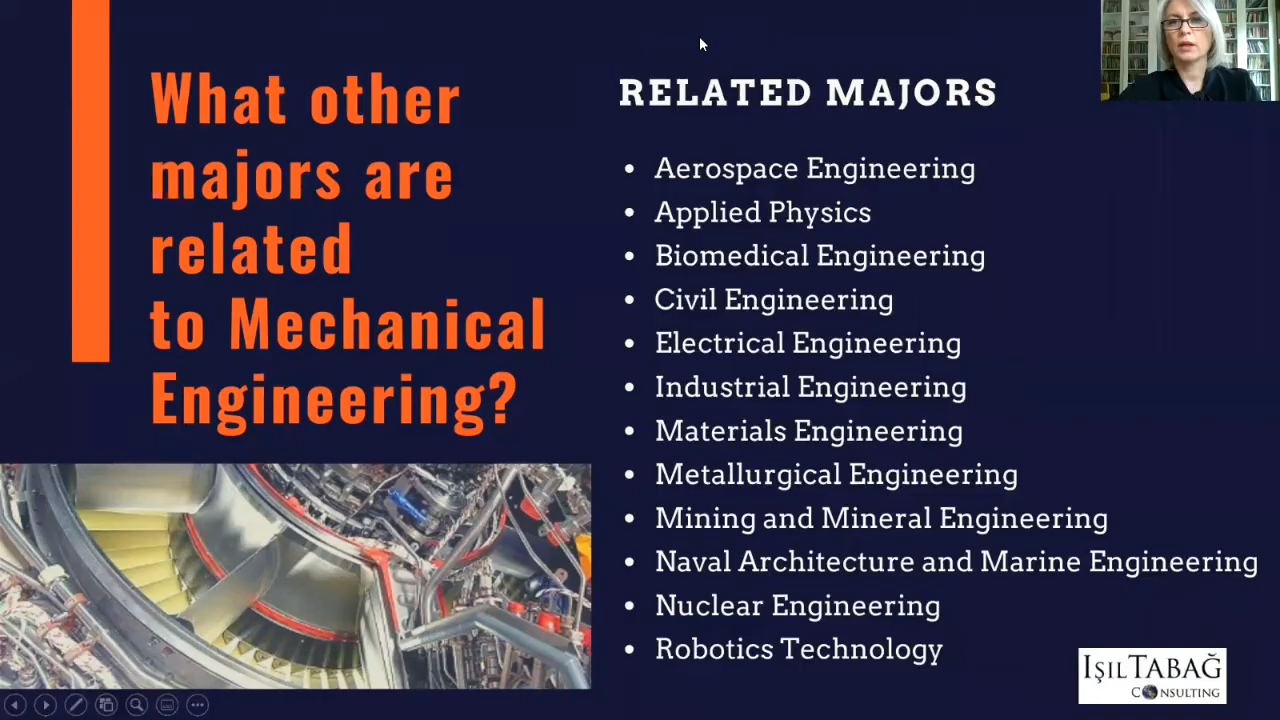 What other
majors are
related
to Mechanical
Engineering?
RELATED MAJORS
• Aerospace Engineering
• Applied Physics
• Biomedical Engineering
• Civil Engineering
• Electrical Engineering
• Industrial Engineering
• Materials Engineering
• Metallurgical Engineering
• Mining and Mineral Engineering
• Naval Architecture and Marine Engineering
• Nuclear Engineering
• Robotics Technology
IŞILTABAĞ
CONSULTING